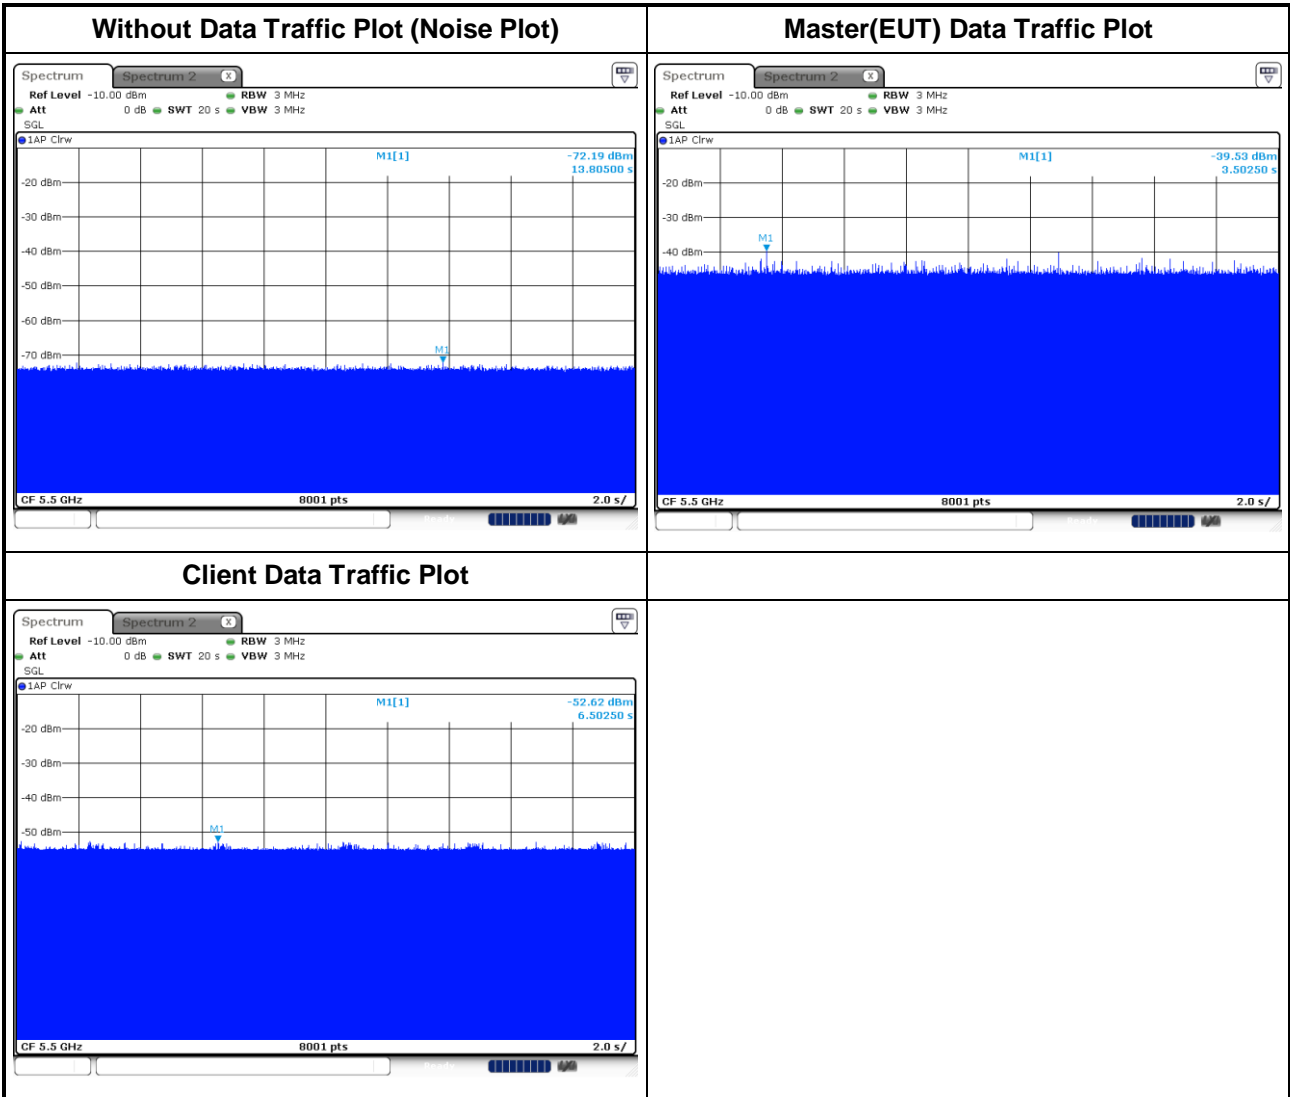 Without Data Traffic Plot (Noise Plot)
Spectrum Spectrum 2 X
Ref Level -10.00 dBm RBW 3 MHz
Att 0 dB SWT 20 s VBW 3 MHz
SGL
1AP Clrw
M1[1] -72.19 dBm
13.80500 s
-20 dBm
-30 dBm
-40 dBm
-50 dBm
-60 dBm
-70 dBm
M1
CF 5.5 GHz 8001 pts 2.0 s/
Ready
Master(EUT) Data Traffic Plot
Spectrum Spectrum 2 X
Ref Level -10.00 dBm RBW 3 MHz
Att 0 dB SWT 20 s VBW 3 MHz
SGL
1AP Clrw
M1[1] -39.53 dBm
3.50250 s
-20 dBm
-30 dBm
M1
-40 dBm
CF 5.5 GHz 8001 pts 2.0 s/
Ready
Client Data Traffic Plot
Spectrum Spectrum 2 X
Ref Level -10.00 dBm RBW 3 MHz
Att 0 dB SWT 20 s VBW 3 MHz
SGL
1AP Clrw
M1[1] -52.62 dBm
6.50250 s
-20 dBm
-30 dBm
-40 dBm
-50 dBm
M1
CF 5.5 GHz 8001 pts 2.0 s/
Ready